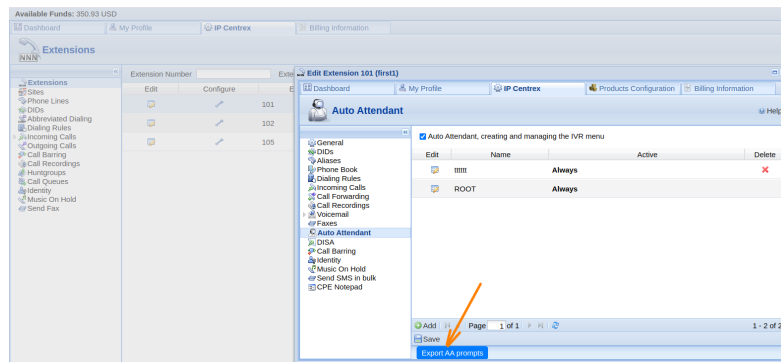 Available Funds: 350.93 USD
Dashboard
My Profile
IP Centrex
Billing Information
NNN
Extensions
Extensions
Sites
Phone Lines
DIDs
Abbreviated Dialing
Dialing Rules
Incoming Calls
Outgoing Calls
Call Barring
Call Recordings
Huntgroups
Call Queues
Identity
Music On Hold
Send Fax
Extension Number
Exte
Edit Configure E
101
102
105
Edit Extension 101 (first1)
Dashboard
My Profile
IP Centrex
Products Configuration
Billing Information
Auto Attendant
Help
General
DIDs
Aliases
Phone Book
Dialing Rules
Incoming Calls
Call Forwarding
Call Recordings
Voicemail
Faxes
Auto Attendant
DISA
Call Barring
Identity
Music On Hold
Send SMS in bulk
CPE Notepad
Auto Attendant, creating and managing the IVR menu
Edit Name Active Delete
Always
ROOT Always
Add Page 1 of 1 1 - 2 of 2
Save
Export AA prompts